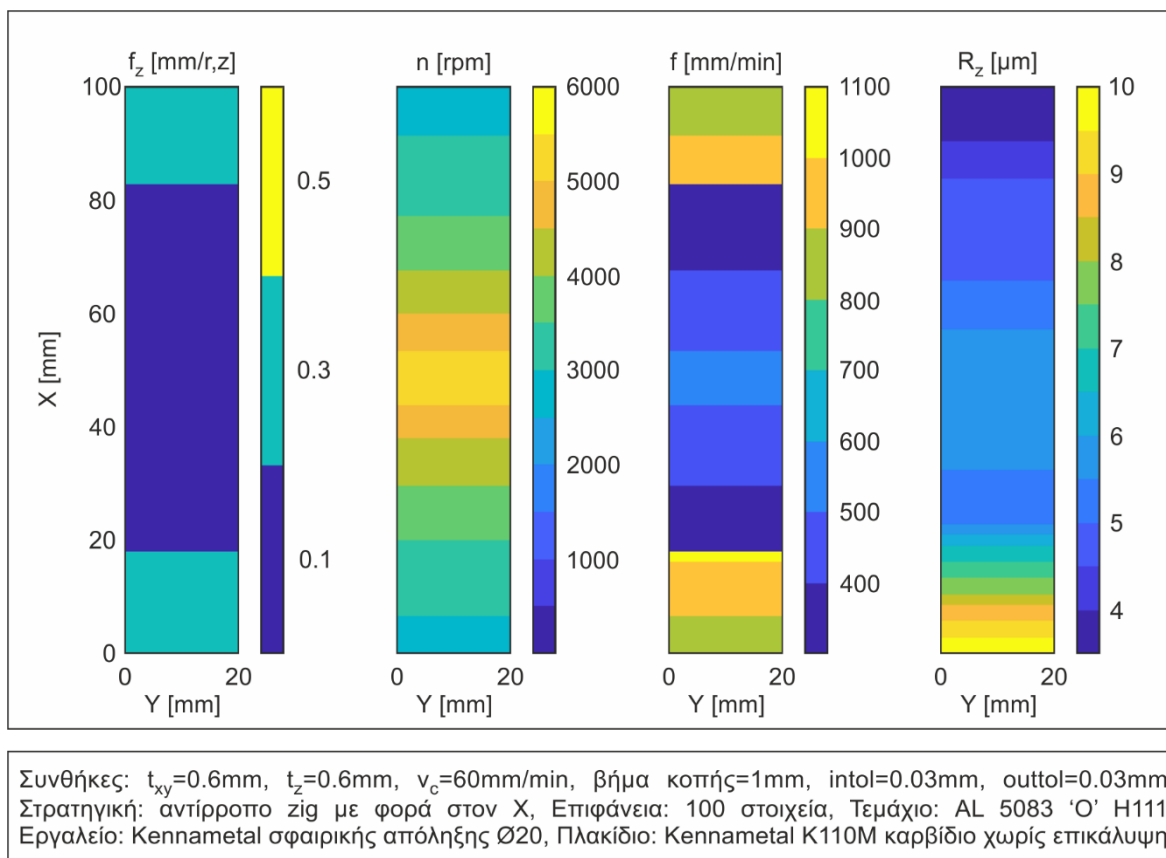 f_z [mm/r,z] n [rpm] f [mm/min] R_z [µm]
100 80 60 40 20 0
X [mm]
0 20
Y [mm]
0.5 0.3 0.1
0 20
Y [mm]
6000 5000 4000 3000 2000 1000
0 20
Y [mm]
1100 1000 900 800 700 600 500 400
0 20
Y [mm]
10 9 8 7 6 5 4
Συνθήκες: t_xy=0.6mm, t_z=0.6mm, v_c=60mm/min, βήμα κοπής=1mm, intol=0.03mm, outtol=0.03mm
Στρατηγική: αντίρροπο zig με φορά στον Χ, Επιφάνεια: 100 στοιχεία, Τεμάχιο: AL 5083 ‘O’ H111
Εργαλείο: Kennametal σφαιρικής απόληξης Ø20, Πλακίδιο: Kennametal K110M καρβίδιο χωρίς επικάλυψη